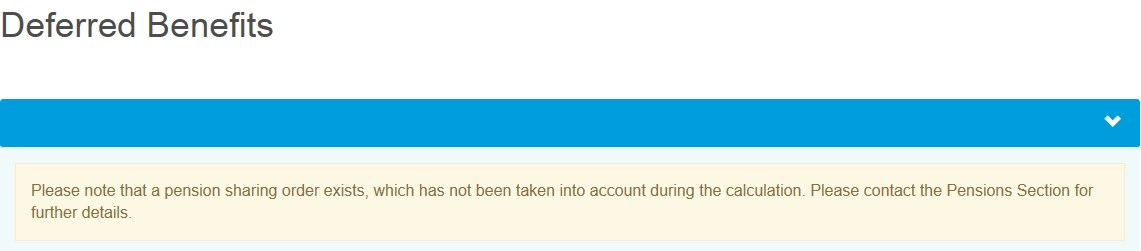 Deferred Benefits
Please note that a pension sharing order exists, which has not been taken into account during the calculation. Please contact the Pensions Section for
further details.